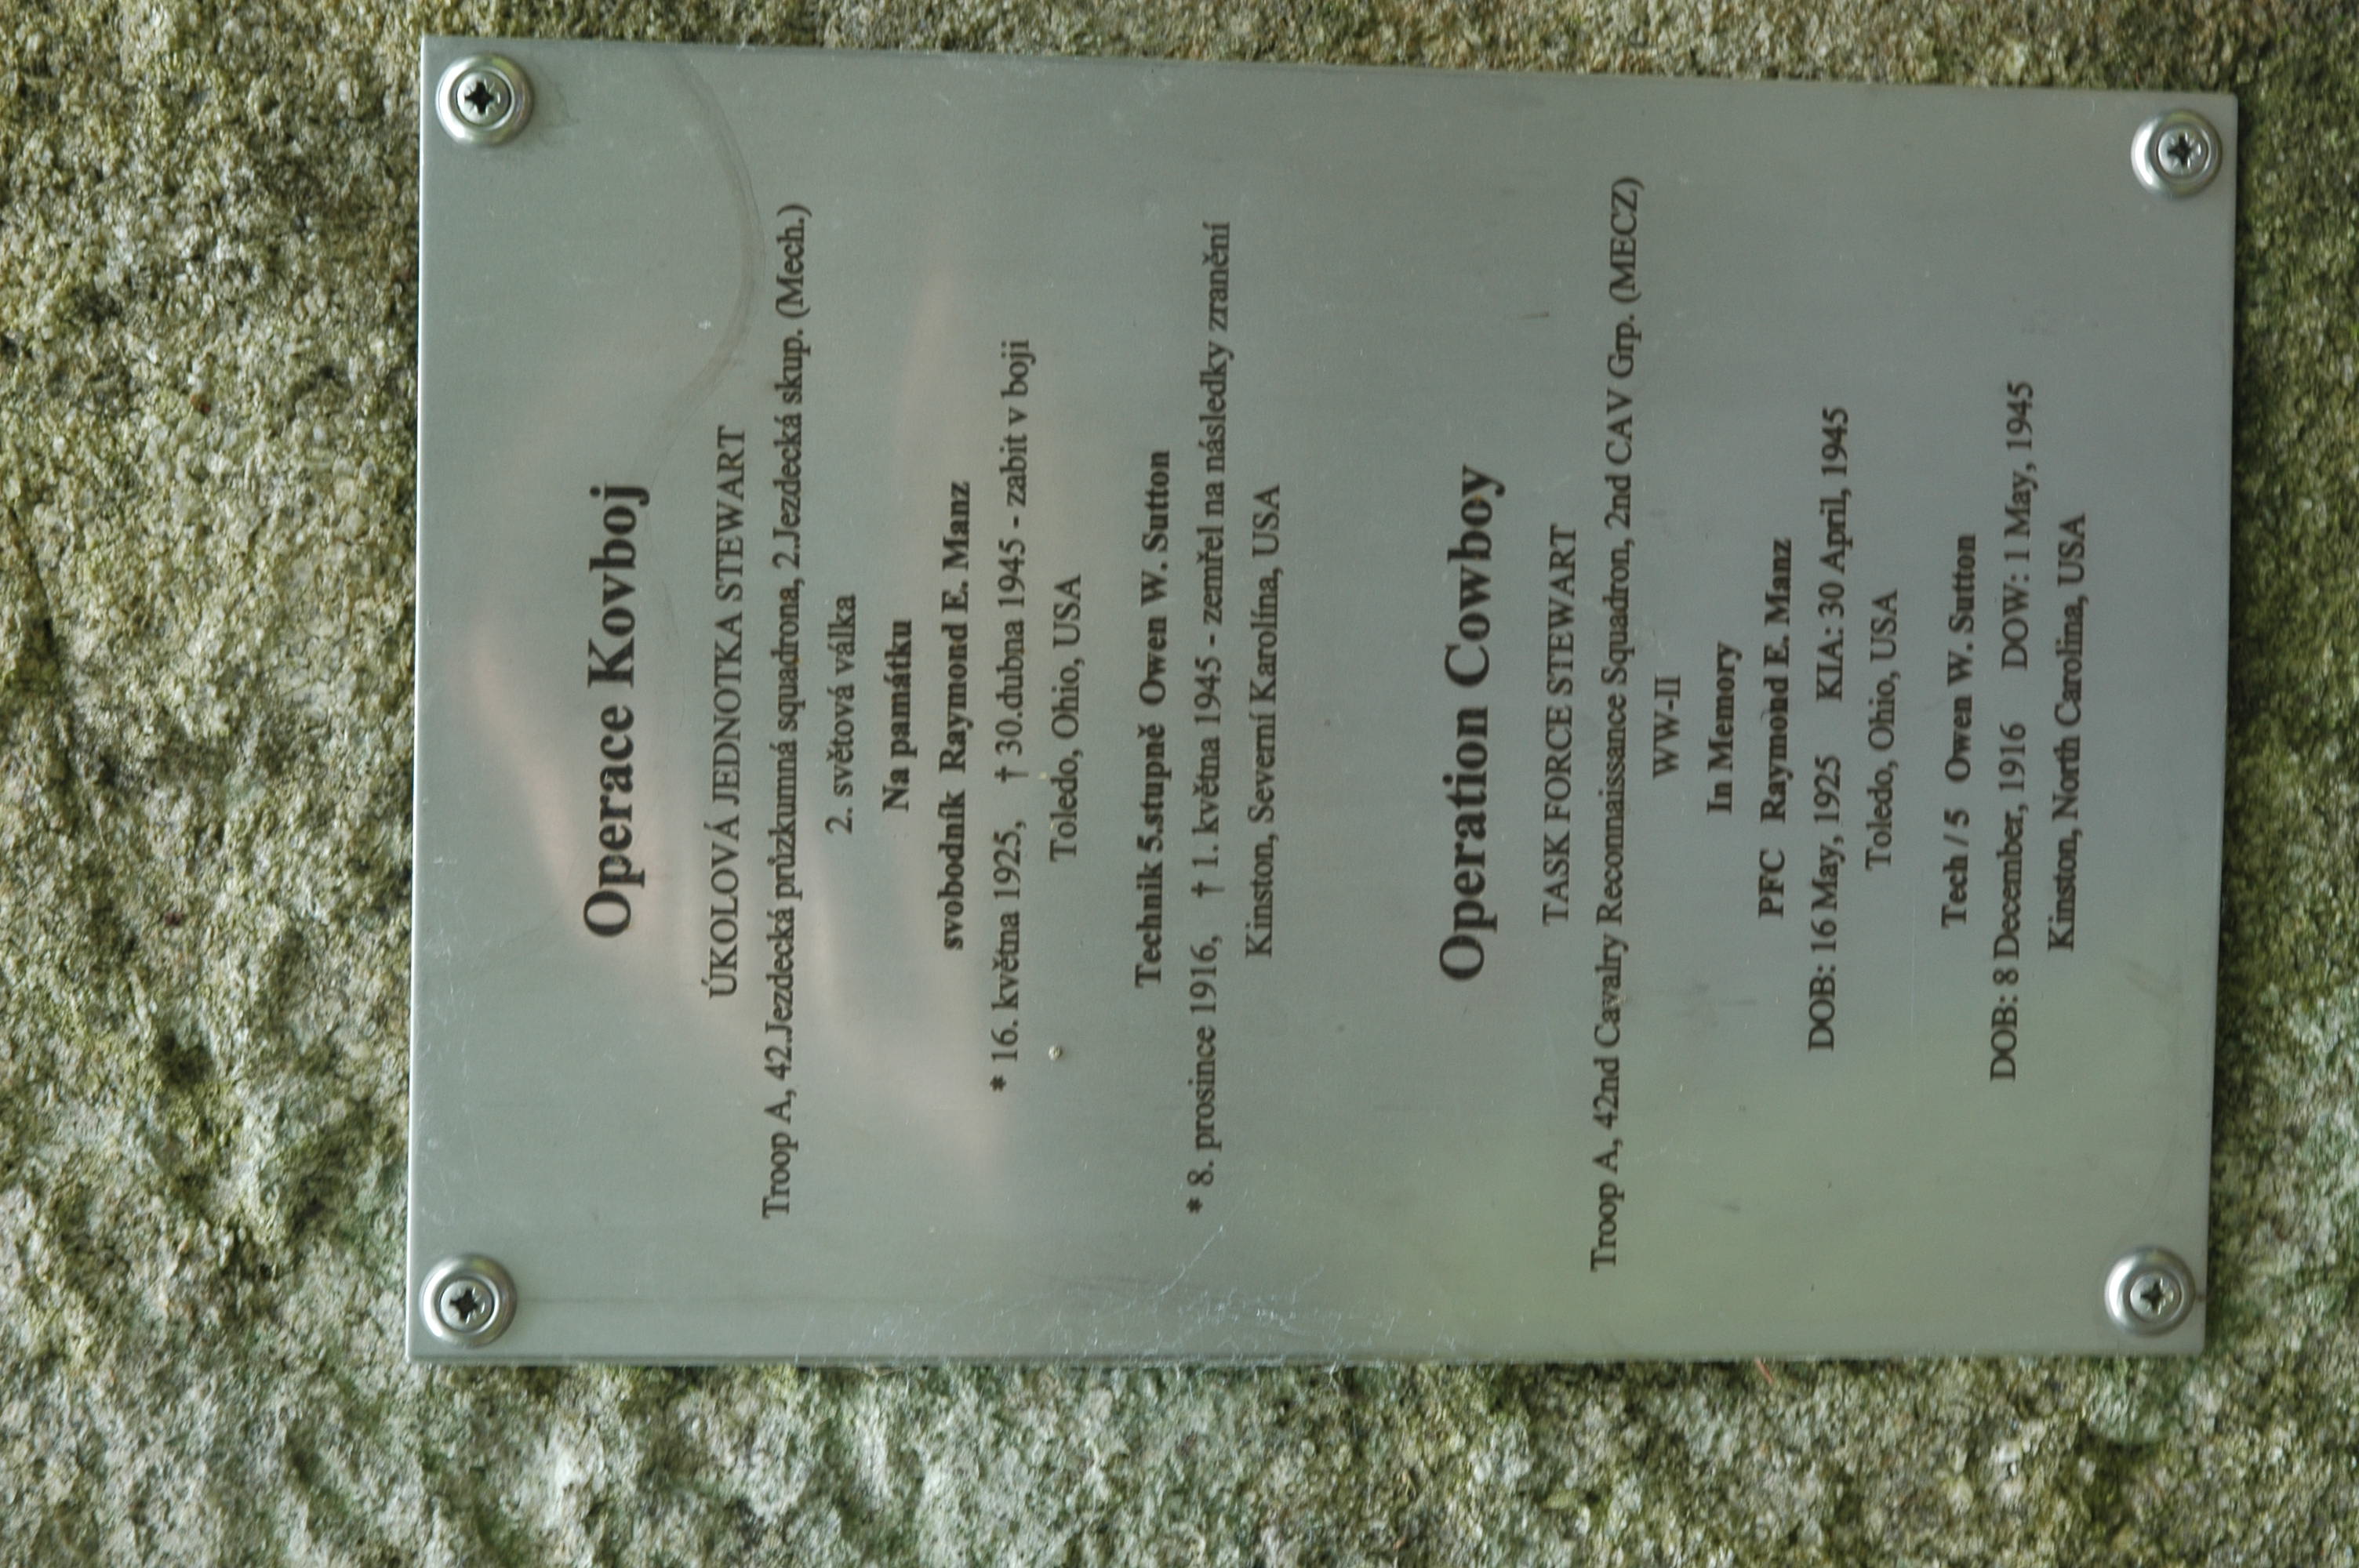 Operace Kovboj
ÚKOLOVÁ JEDNOTKA STEWART
Troop A, 42.Jezdecká průzkumná squadrona, 2.Jezdecká skup. (Mech.)
2. světová válka
Na památku
svobodník Raymond E. Manz
* 16. května 1925, † 30.dubna 1945 - zabit v boji
Toledo, Ohio, USA
Technik 5.stupně Owen W. Sutton
* 8. prosince 1916, † 1. května 1945 - zemřel na následky zranění
Kinston, Severní Karolína, USA
Operation Cowboy
TASK FORCE STEWART
Troop A, 42nd Cavalry Reconnaissance Squadron, 2nd CAV Grp. (MECZ)
WW-II
In Memory
PFC Raymond E. Manz
DOB: 16 May, 1925 KIA: 30 April, 1945
Toledo, Ohio, USA
Tech / 5 Owen W. Sutton
DOB: 8 December, 1916 DOW: 1 May, 1945
Kinston, North Carolina, USA